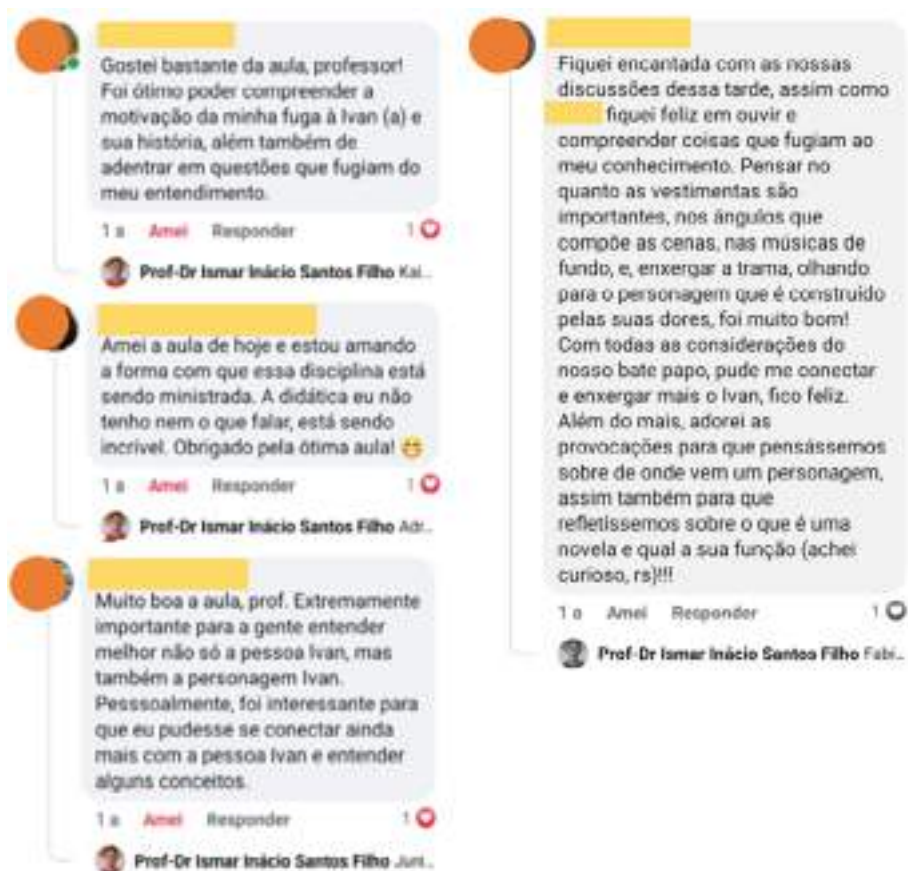 Gostei bastante da aula, professor!
Foi ótimo poder compreender a
motivação da minha fuga à Ivan (a) e
sua história, além também de
adentrar em questões que fugiam do
meu entendimento.
1 a Amei Responder 1
Prof-Dr Ismar Inácio Santos Filho Kai...
Amei a aula de hoje e estou amando
a forma com que essa disciplina está
sendo ministrada. A didática eu não
tenho nem o que falar, está sendo
incrível. Obrigado pela ótima aula! 😁
1 a Amei Responder 1
Prof-Dr Ismar Inácio Santos Filho Adr...
Muito boa a aula, prof. Extremamente
importante para a gente entender
melhor não só a pessoa Ivan, mas
também a personagem Ivan.
Pesssoalmente, foi interessante para
que eu pudesse se conectar ainda
mais com a pessoa Ivan e entender
alguns conceitos.
1 a Amei Responder 1
Prof-Dr Ismar Inácio Santos Filho Juni...
Fiquei encantada com as nossas
discussões dessa tarde, assim como
fiquei feliz em ouvir e
compreender coisas que fugiam ao
meu conhecimento. Pensar no
quanto as vestimentas são
importantes, nos ângulos que
compõe as cenas, nas músicas de
fundo, e, enxergar a trama, olhando
para o personagem que é construído
pelas suas dores, foi muito bom!
Com todas as considerações do
nosso bate papo, pude me conectar
e enxergar mais o Ivan, fico feliz.
Além do mais, adorei as
provocações para que pensássemos
sobre de onde vem um personagem,
assim também para que
refletíssemos sobre o que é uma
novela e qual a sua função (achei
curioso, rs)!!!
1 a Amei Responder 1
Prof-Dr Ismar Inácio Santos Filho Fabi...